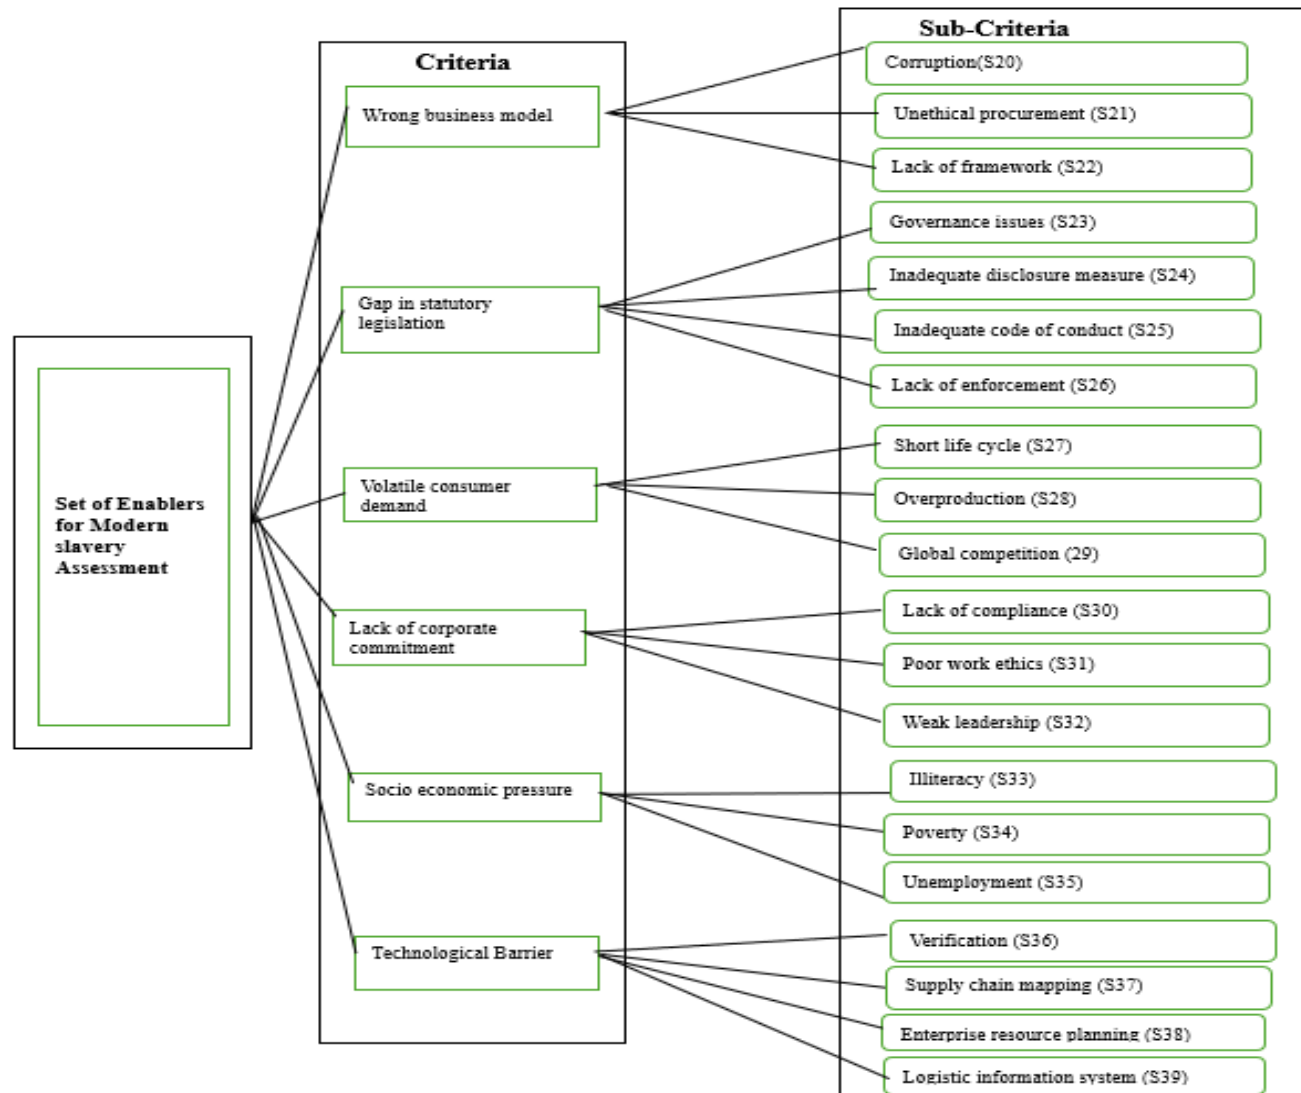 Set of Enablers
for Modern
slavery
Assessment
Criteria
Wrong business model
Gap in statutory
legislation
Volatile consumer
demand
Lack of corporate
commitment
Socio economic pressure
Technological Barrier
Sub-Criteria
Corruption(S20)
Unethical procurement (S21)
Lack of framework (S22)
Governance issues (S23)
Inadequate disclosure measure (S24)
Inadequate code of conduct (S25)
Lack of enforcement (S26)
Short life cycle (S27)
Overproduction (S28)
Global competition (29)
Lack of compliance (S30)
Poor work ethics (S31)
Weak leadership (S32)
Illiteracy (S33)
Poverty (S34)
Unemployment (S35)
Verification (S36)
Supply chain mapping (S37)
Enterprise resource planning (S38)
Logistic information system (S39)